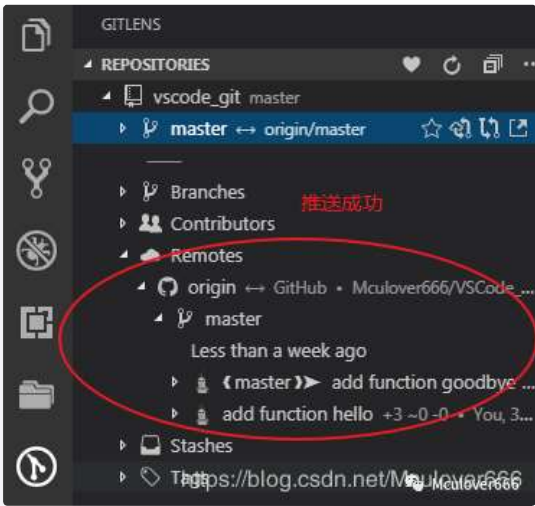 GITLENS
REPOSITORIES
vscode_git master
master ↔ origin/master
Branches
推送成功
Contributors
Remotes
origin ↔ GitHub • Mculover666/VSCode_...
master
Less than a week ago
(master) add function goodbye ...
add function hello +3 ~0 -0 • You, 3...
Stashes
Tags
https://blog.csdn.net/Mculover666
Mculover666